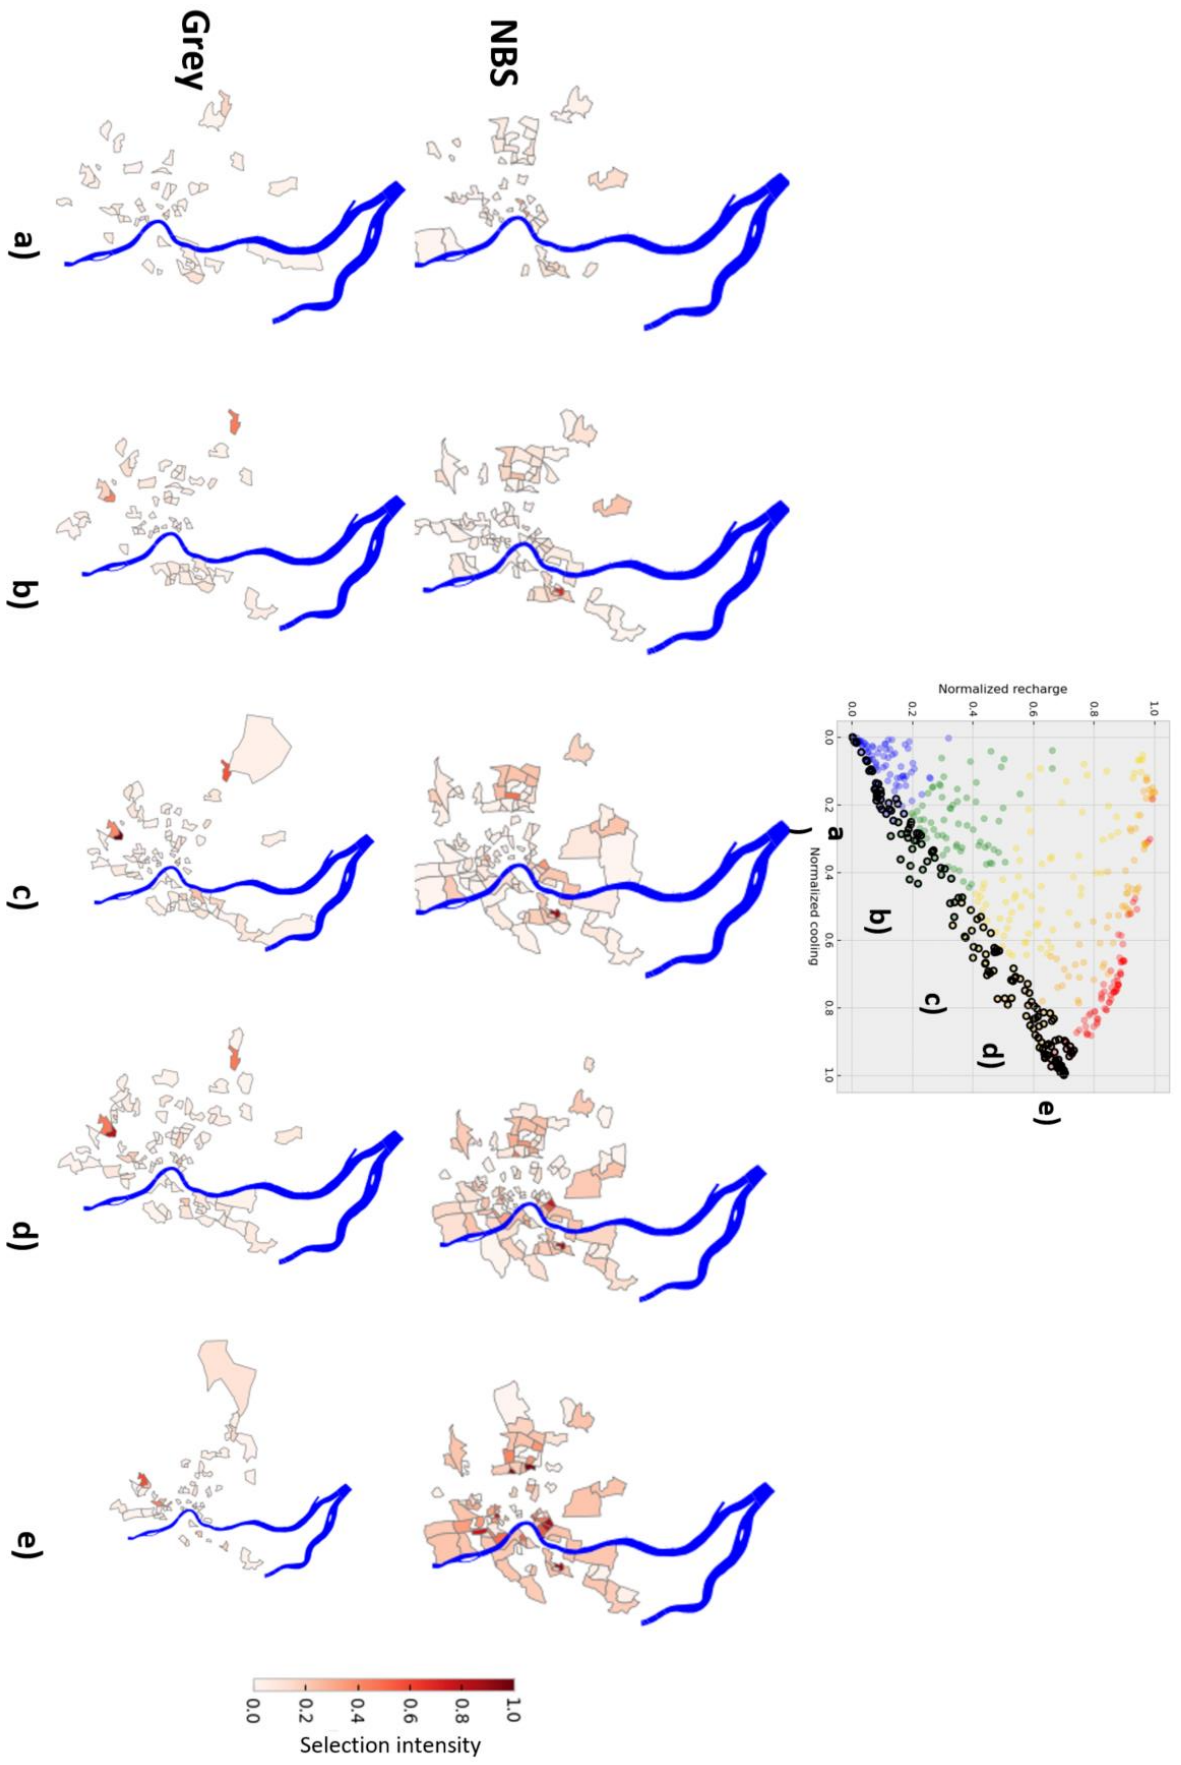 Normalized recharge
1.0
0.8
0.6
0.4
0.2
0.0
0.0 0.2 0.4 0.6 0.8 1.0
Normalized cooling
e)
d)
c)
b)
a
)
NBS
Grey
1.0
0.8
0.6
0.4
0.2
0.0
Selection intensity
a) b) c) d) e)